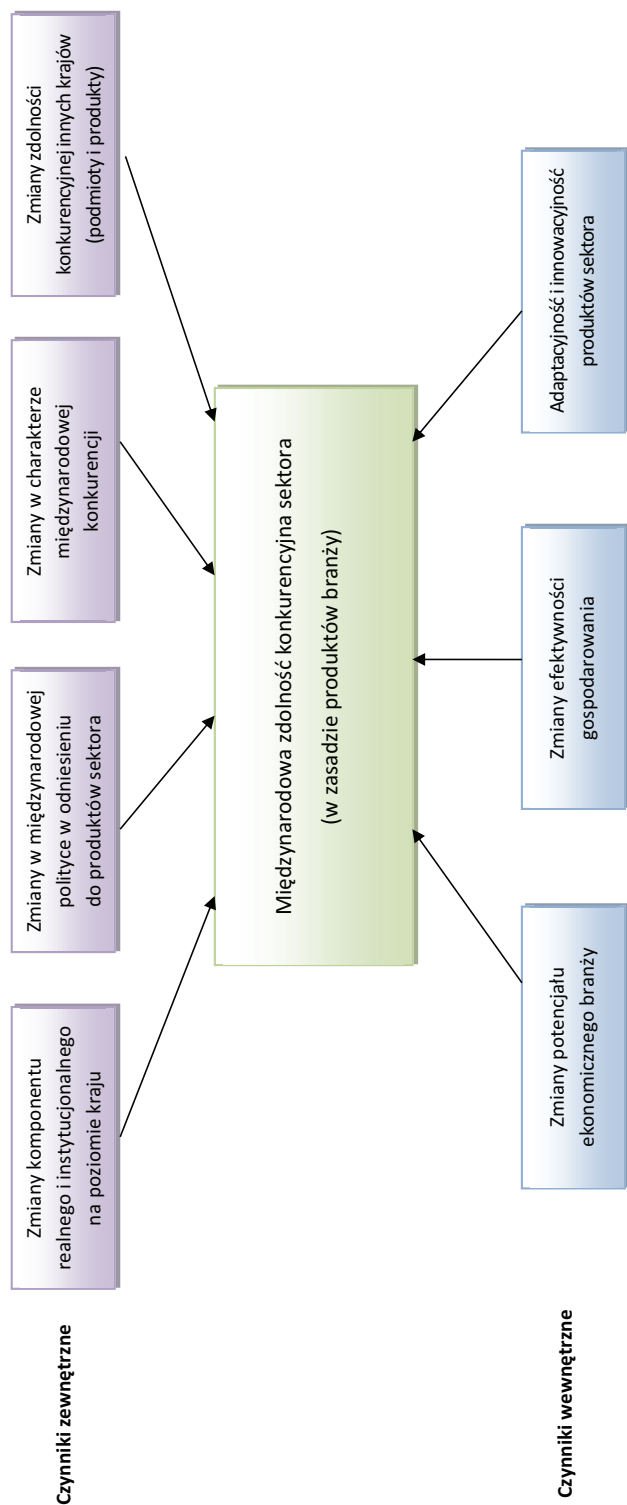 Czynniki zewnętrzne
Zmiany komponentu
realnego i instytucjonalnego
na poziomie kraju
Zmiany w międzynarodowej
polityce w odniesieniu
do produktów sektora
Zmiany w charakterze
międzynarodowej
konkurencji
Zmiany zdolności
konkurencyjnej innych krajów
(podmioty i produkty)
Międzynarodowa zdolność konkurencyjna sektora
(w zasadzie produktów branży)
Czynniki wewnętrzne
Zmiany potencjału
ekonomicznego branży
Zmiany efektywności
gospodarowania
Adaptacyjność i innowacyjność
produktów sektora